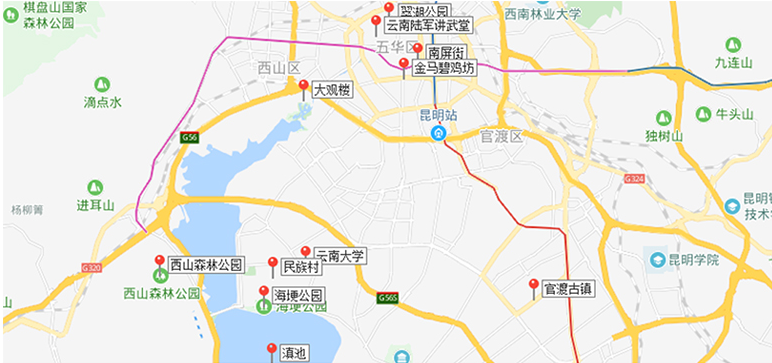 棋盘山国家
森林公园
翠湖公园
西南林业大学
云南陆军讲武堂
五华区
南屏街
九连山
西山区
金马碧鸡坊
滴点水
大观楼
昆明站
牛头山
独树山
G56
官渡区
G324
进耳山
杨柳箐
昆明
技术
云南大学
西山森林公园
民族村
昆明学院
G320
西山森林公园
海埂公园
官渡古镇
海埂公园
G565
山
滇池